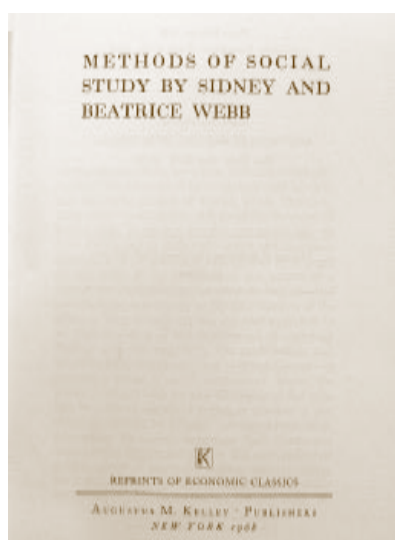 METHODS OF SOCIAL
STUDY BY SIDNEY AND
BEATRICE WEBB
K
REPRINTS OF ECONOMIC CLASSICS
AUGUSTUS M. KELLEY · PUBLISHERS
NEW YORK 1968